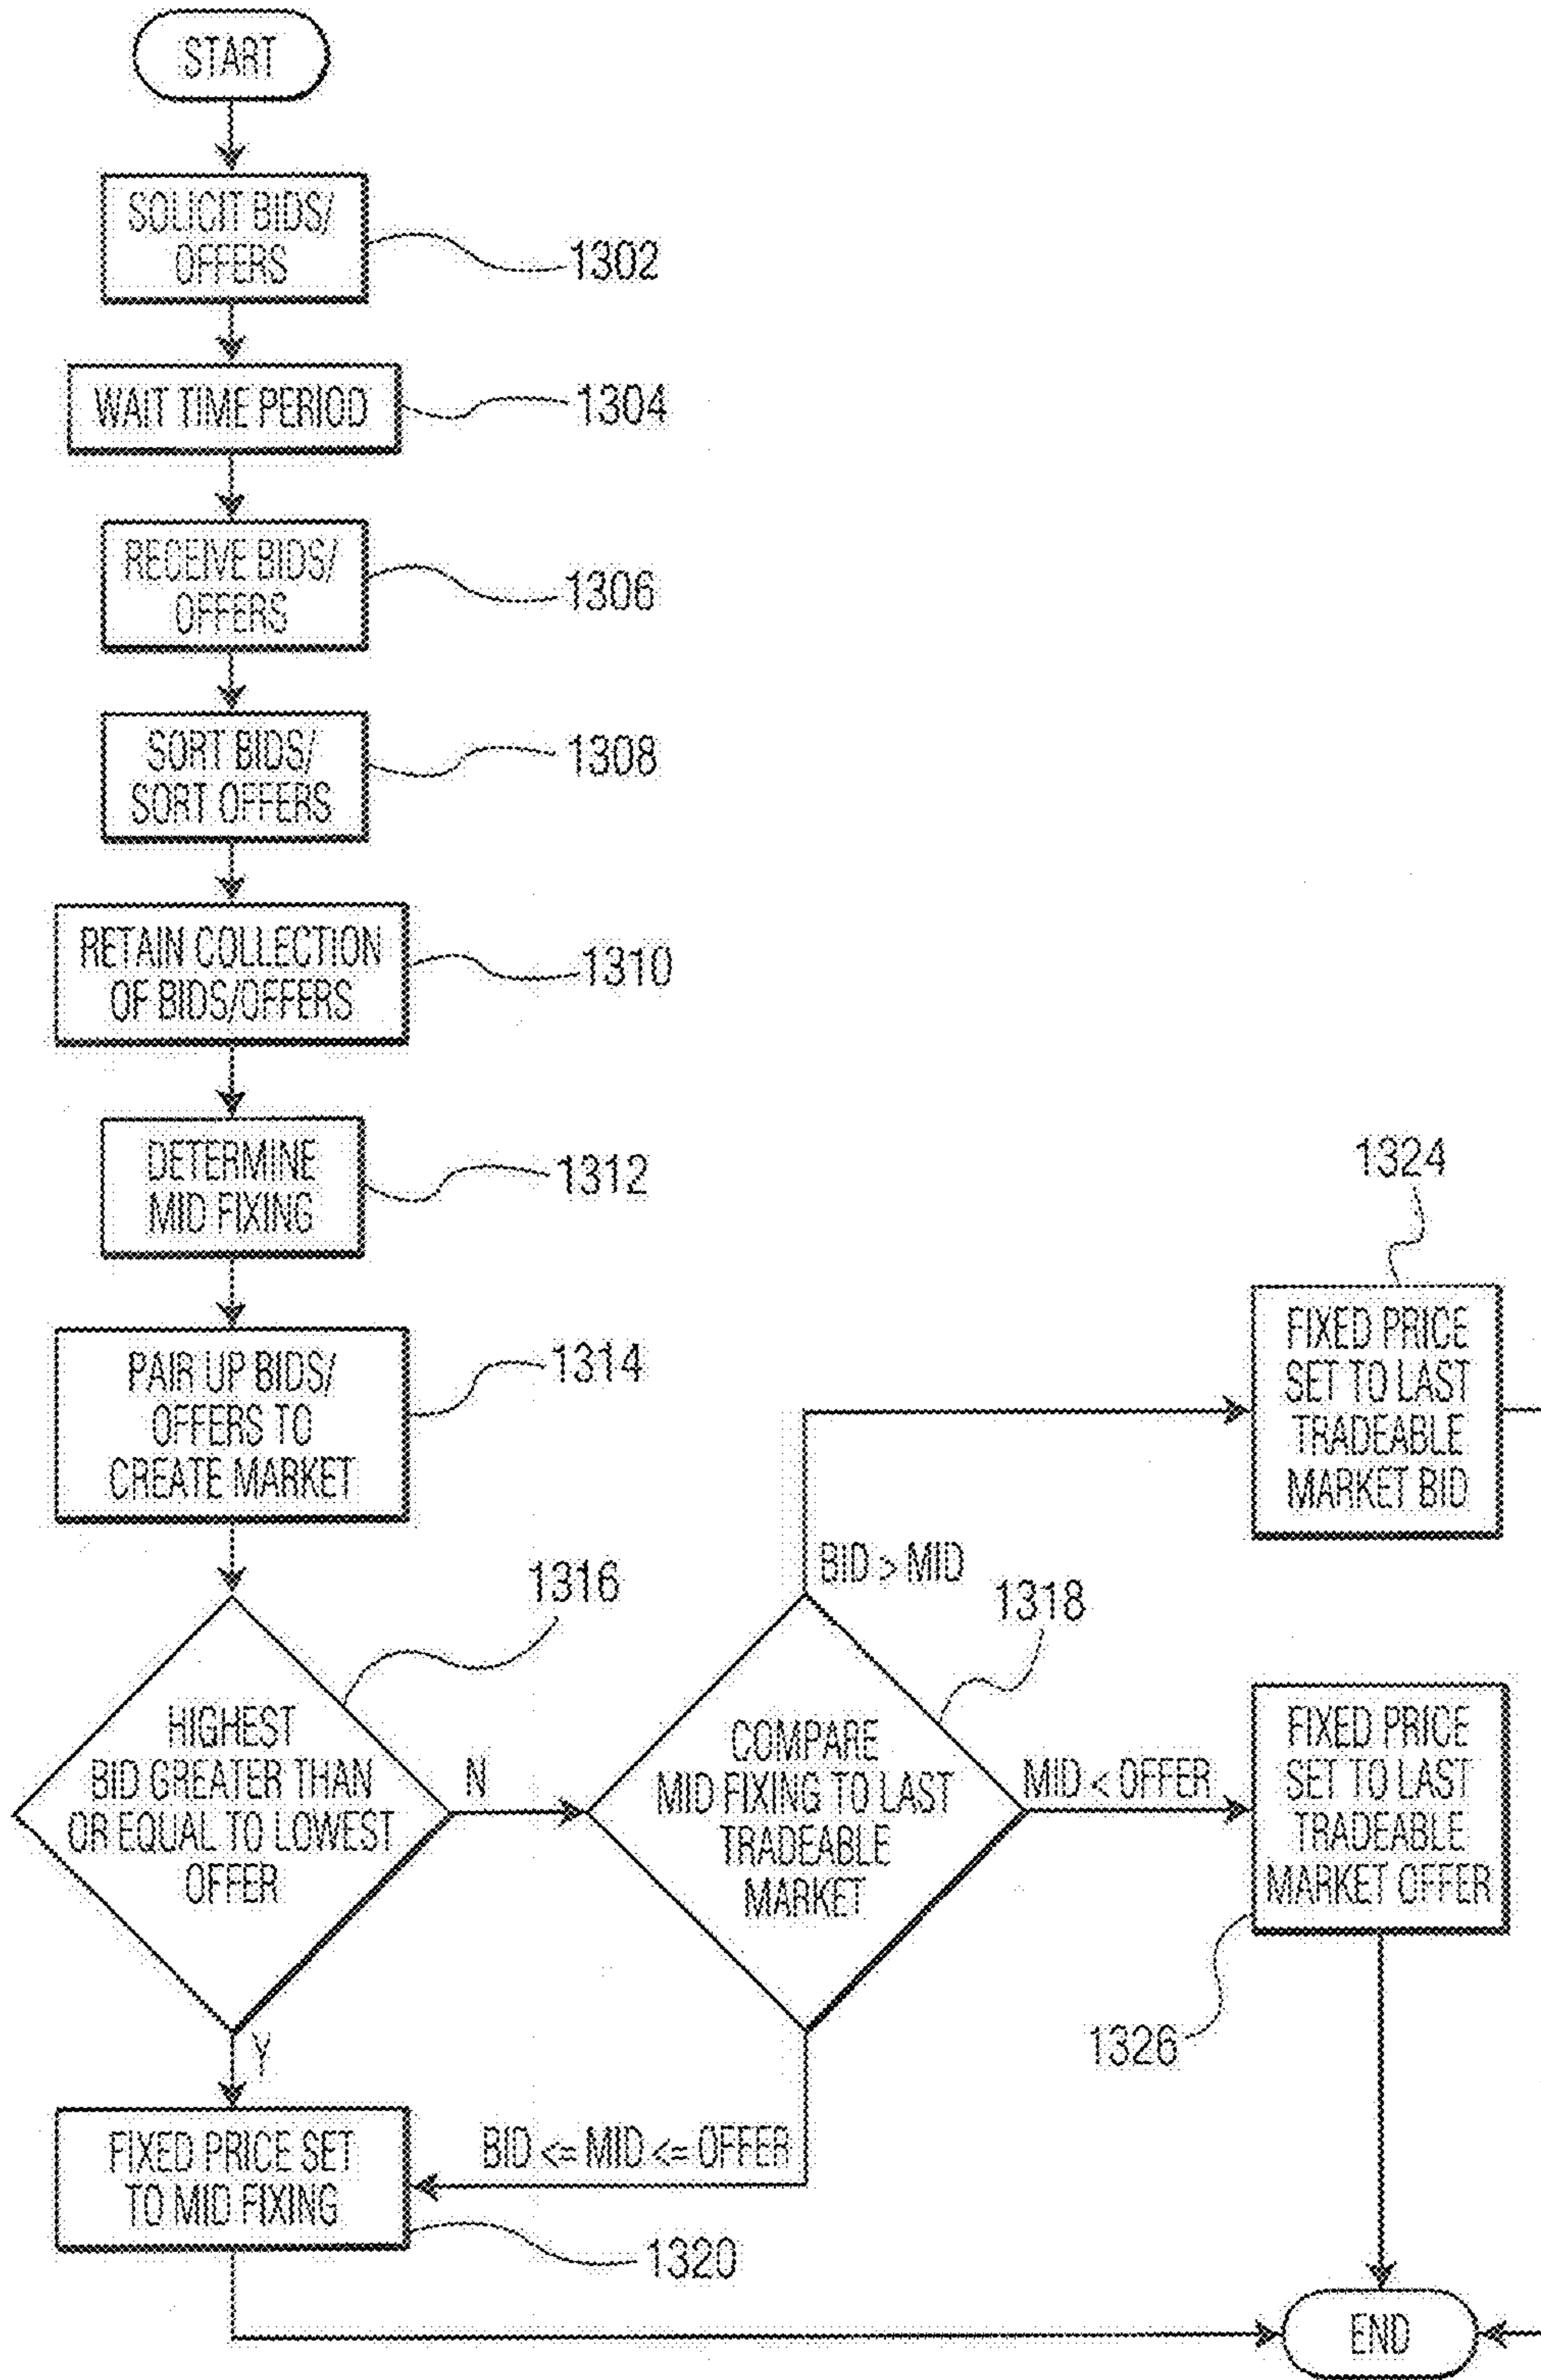 START
SOLICIT BIDS/
OFFERS
1302
WAIT TIME PERIOD
1304
RECEIVE BIDS/
OFFERS
1306
SORT BIDS/
SORT OFFERS
1308
RETAIN COLLECTION
OF BIDS/OFFERS
1310
DETERMINE
MID FIXING
1312
PAIR UP BIDS/
OFFERS TO
CREATE MARKET
1314
HIGHEST
BID GREATER THAN
OR EQUAL TO LOWEST
OFFER
1316
N
Y
COMPARE
MID FIXING TO LAST
TRADEABLE
MARKET
1318
BID > MID
1324
FIXED PRICE
SET TO LAST
TRADEABLE
MARKET BID
MID < OFFER
FIXED PRICE
SET TO LAST
TRADEABLE
MARKET OFFER
1326
BID <= MID <= OFFER
FIXED PRICE SET
TO MID FIXING
1320
END